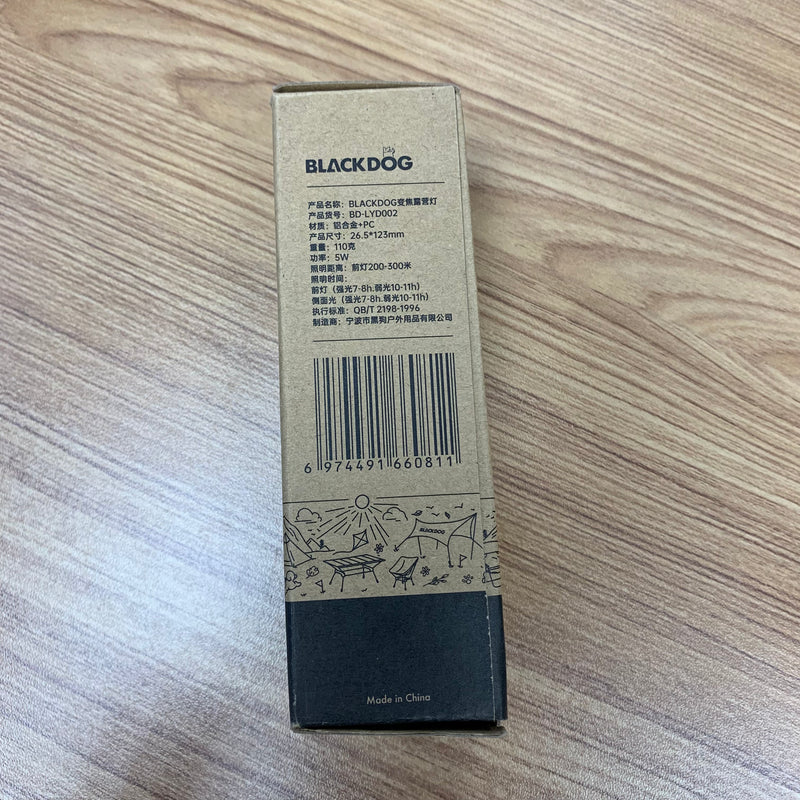 BLACKDOG
产品名称：BLACKDOG变焦露营灯
产品货号：BD-LYD002
材质：铝合金+PC
产品尺寸：26.5*123mm
重量：110克
功率：5W
照明距离：前灯200-300米
照明时间：
前灯（强光7-8h.弱光10-11h）
侧面光（强光7-8h.弱光10-11h）
执行标准：QB/T 2198-1996
制造商：宁波市黑狗户外用品有限公司
6 974491 660811
BLACKDOG
Made in China